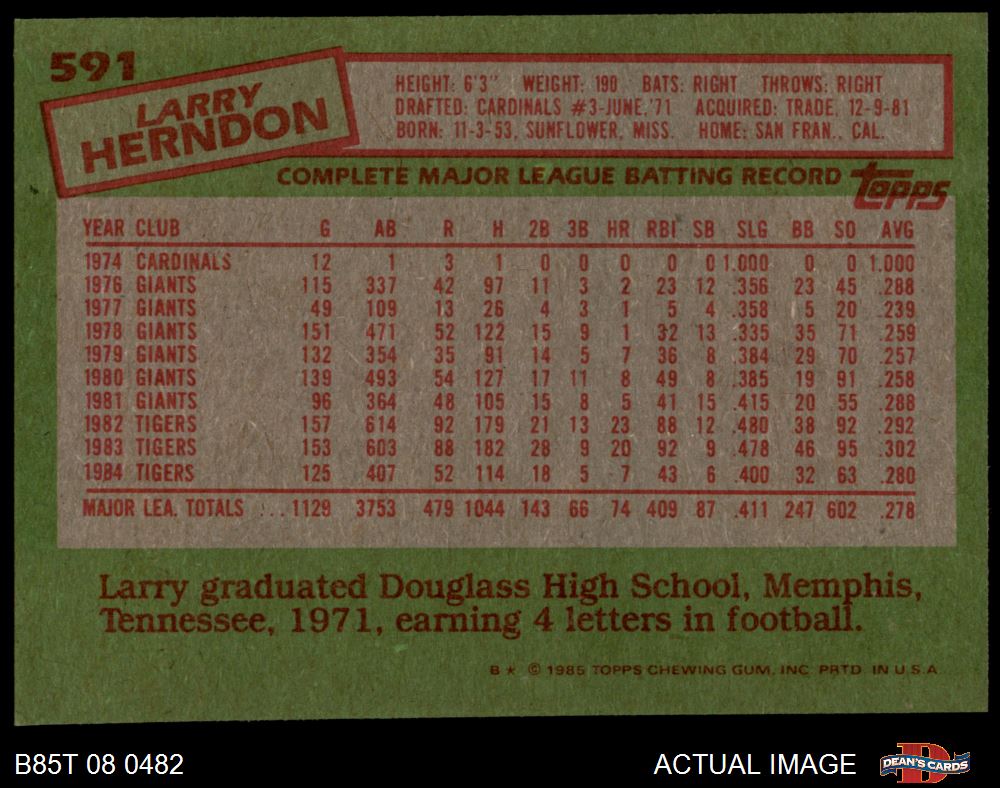 591
LARRY
HERNDON
HEIGHT: 6'3" WEIGHT: 190 BATS: RIGHT THROWS: RIGHT
DRAFTED: CARDINALS #3-JUNE,'71 ACQUIRED: TRADE, 12-9-81
BORN: 11-3-53, SUNFLOWER, MISS. HOME: SAN FRAN., CAL.
COMPLETE MAJOR LEAGUE BATTING RECORD topps
YEAR CLUB G AB R H 2B 3B HR RBI SB SLG BB SO AVG
1974 CARDINALS 12 1 3 1 0 0 0 0 0 1.000 0 0 1.000
1976 GIANTS 115 337 42 97 11 3 2 23 12 .356 23 45 .288
1977 GIANTS 49 109 13 26 4 3 1 5 4 .358 5 20 .239
1978 GIANTS 151 471 52 122 15 9 1 32 13 .335 35 71 .259
1979 GIANTS 132 354 35 91 14 5 7 36 8 .384 29 70 .257
1980 GIANTS 139 493 54 127 17 11 8 49 8 .385 19 91 .258
1981 GIANTS 96 364 48 105 15 8 5 41 15 .415 20 55 .288
1982 TIGERS 157 614 92 179 21 13 23 88 12 .480 38 92 .292
1983 TIGERS 153 603 88 182 28 9 20 92 9 .478 46 95 .302
1984 TIGERS 125 407 52 114 18 5 7 43 6 .400 32 63 .280
MAJOR LEA. TOTALS ... 1129 3753 479 1044 143 66 74 409 87 .411 247 602 .278
Larry graduated Douglass High School, Memphis,
Tennessee, 1971, earning 4 letters in football.
B ★ © 1985 TOPPS CHEWING GUM, INC. PRTD. IN U.S.A.
B85T 08 0482 ACTUAL IMAGE DEAN'S CARDS